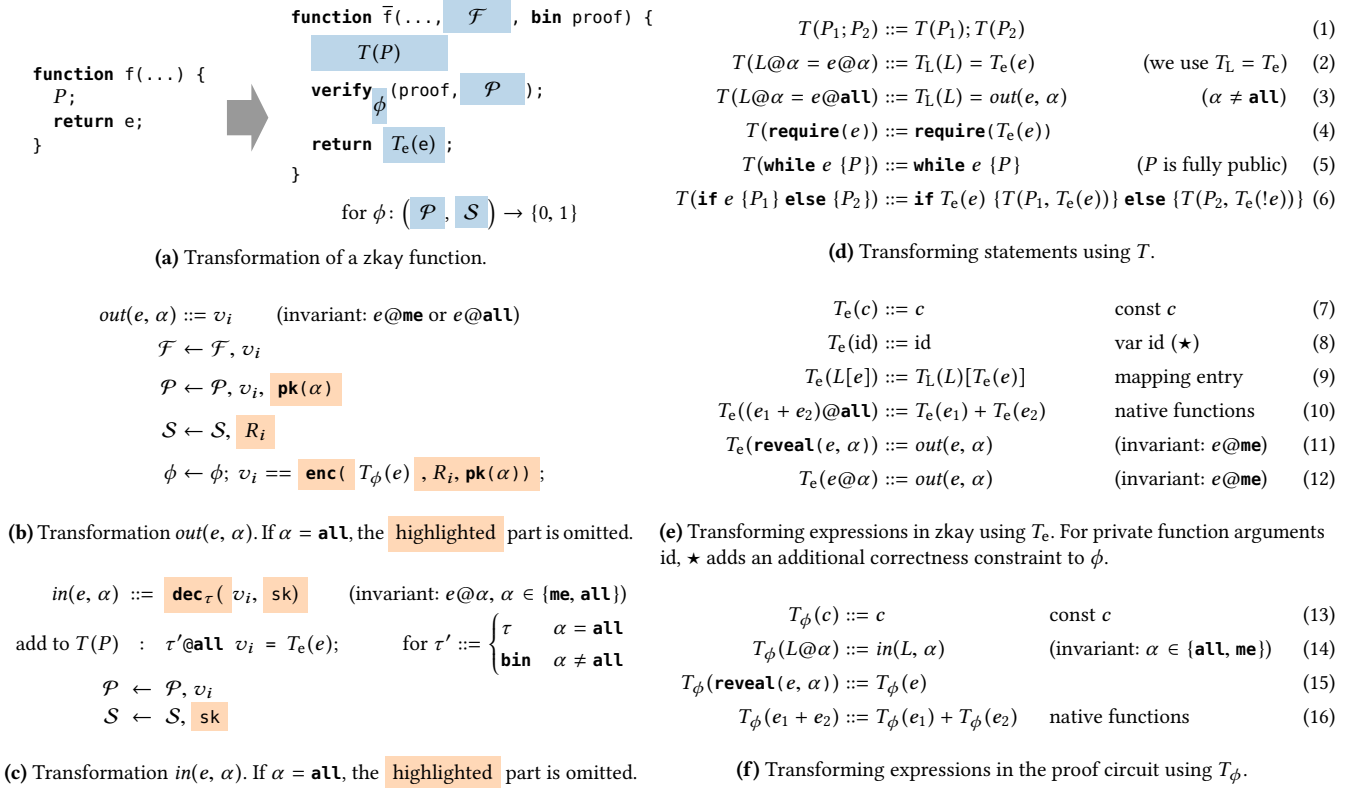 function f(...) {
P;
return e;
}
function f̅(..., ℱ , bin proof) {
T(P)
verify_ϕ (proof, 𝒫 );
return T_e(e) ;
}
for ϕ: ( 𝒫 , 𝒮 ) → {0, 1}
(a) Transformation of a zkay function.
out(e, α) ::= v_i (invariant: e@me or e@all)
ℱ ← ℱ, v_i
𝒫 ← 𝒫, v_i, pk(α)
𝒮 ← 𝒮, R_i
ϕ ← ϕ; v_i == enc( T_ϕ(e) , R_i, pk(α)) ;
(b) Transformation out(e, α). If α = all, the highlighted part is omitted.
in(e, α) ::= dec_τ( v_i, sk) (invariant: e@α, α ∈ {me, all})
add to T(P) : τ′@all v_i = T_e(e); for τ′ ::= { τ α = all
bin α ≠ all
𝒫 ← 𝒫, v_i
𝒮 ← 𝒮, sk
(c) Transformation in(e, α). If α = all, the highlighted part is omitted.
T(P_1; P_2) ::= T(P_1); T(P_2) (1)
T(L@α = e@α) ::= T_L(L) = T_e(e) (we use T_L = T_e) (2)
T(L@α = e@all) ::= T_L(L) = out(e, α) (α ≠ all) (3)
T(require(e)) ::= require(T_e(e)) (4)
T(while e {P}) ::= while e {P} (P is fully public) (5)
T(if e {P_1} else {P_2}) ::= if T_e(e) {T(P_1, T_e(e))} else {T(P_2, T_e(!e))} (6)
(d) Transforming statements using T.
T_e(c) ::= c const c (7)
T_e(id) ::= id var id (★) (8)
T_e(L[e]) ::= T_L(L)[T_e(e)] mapping entry (9)
T_e((e_1 + e_2)@all) ::= T_e(e_1) + T_e(e_2) native functions (10)
T_e(reveal(e, α)) ::= out(e, α) (invariant: e@me) (11)
T_e(e@α) ::= out(e, α) (invariant: e@me) (12)
(e) Transforming expressions in zkay using T_e. For private function arguments
id, ★ adds an additional correctness constraint to ϕ.
T_ϕ(c) ::= c const c (13)
T_ϕ(L@α) ::= in(L, α) (invariant: α ∈ {all, me}) (14)
T_ϕ(reveal(e, α)) ::= T_ϕ(e) (15)
T_ϕ(e_1 + e_2) ::= T_ϕ(e_1) + T_ϕ(e_2) native functions (16)
(f) Transforming expressions in the proof circuit using T_ϕ.